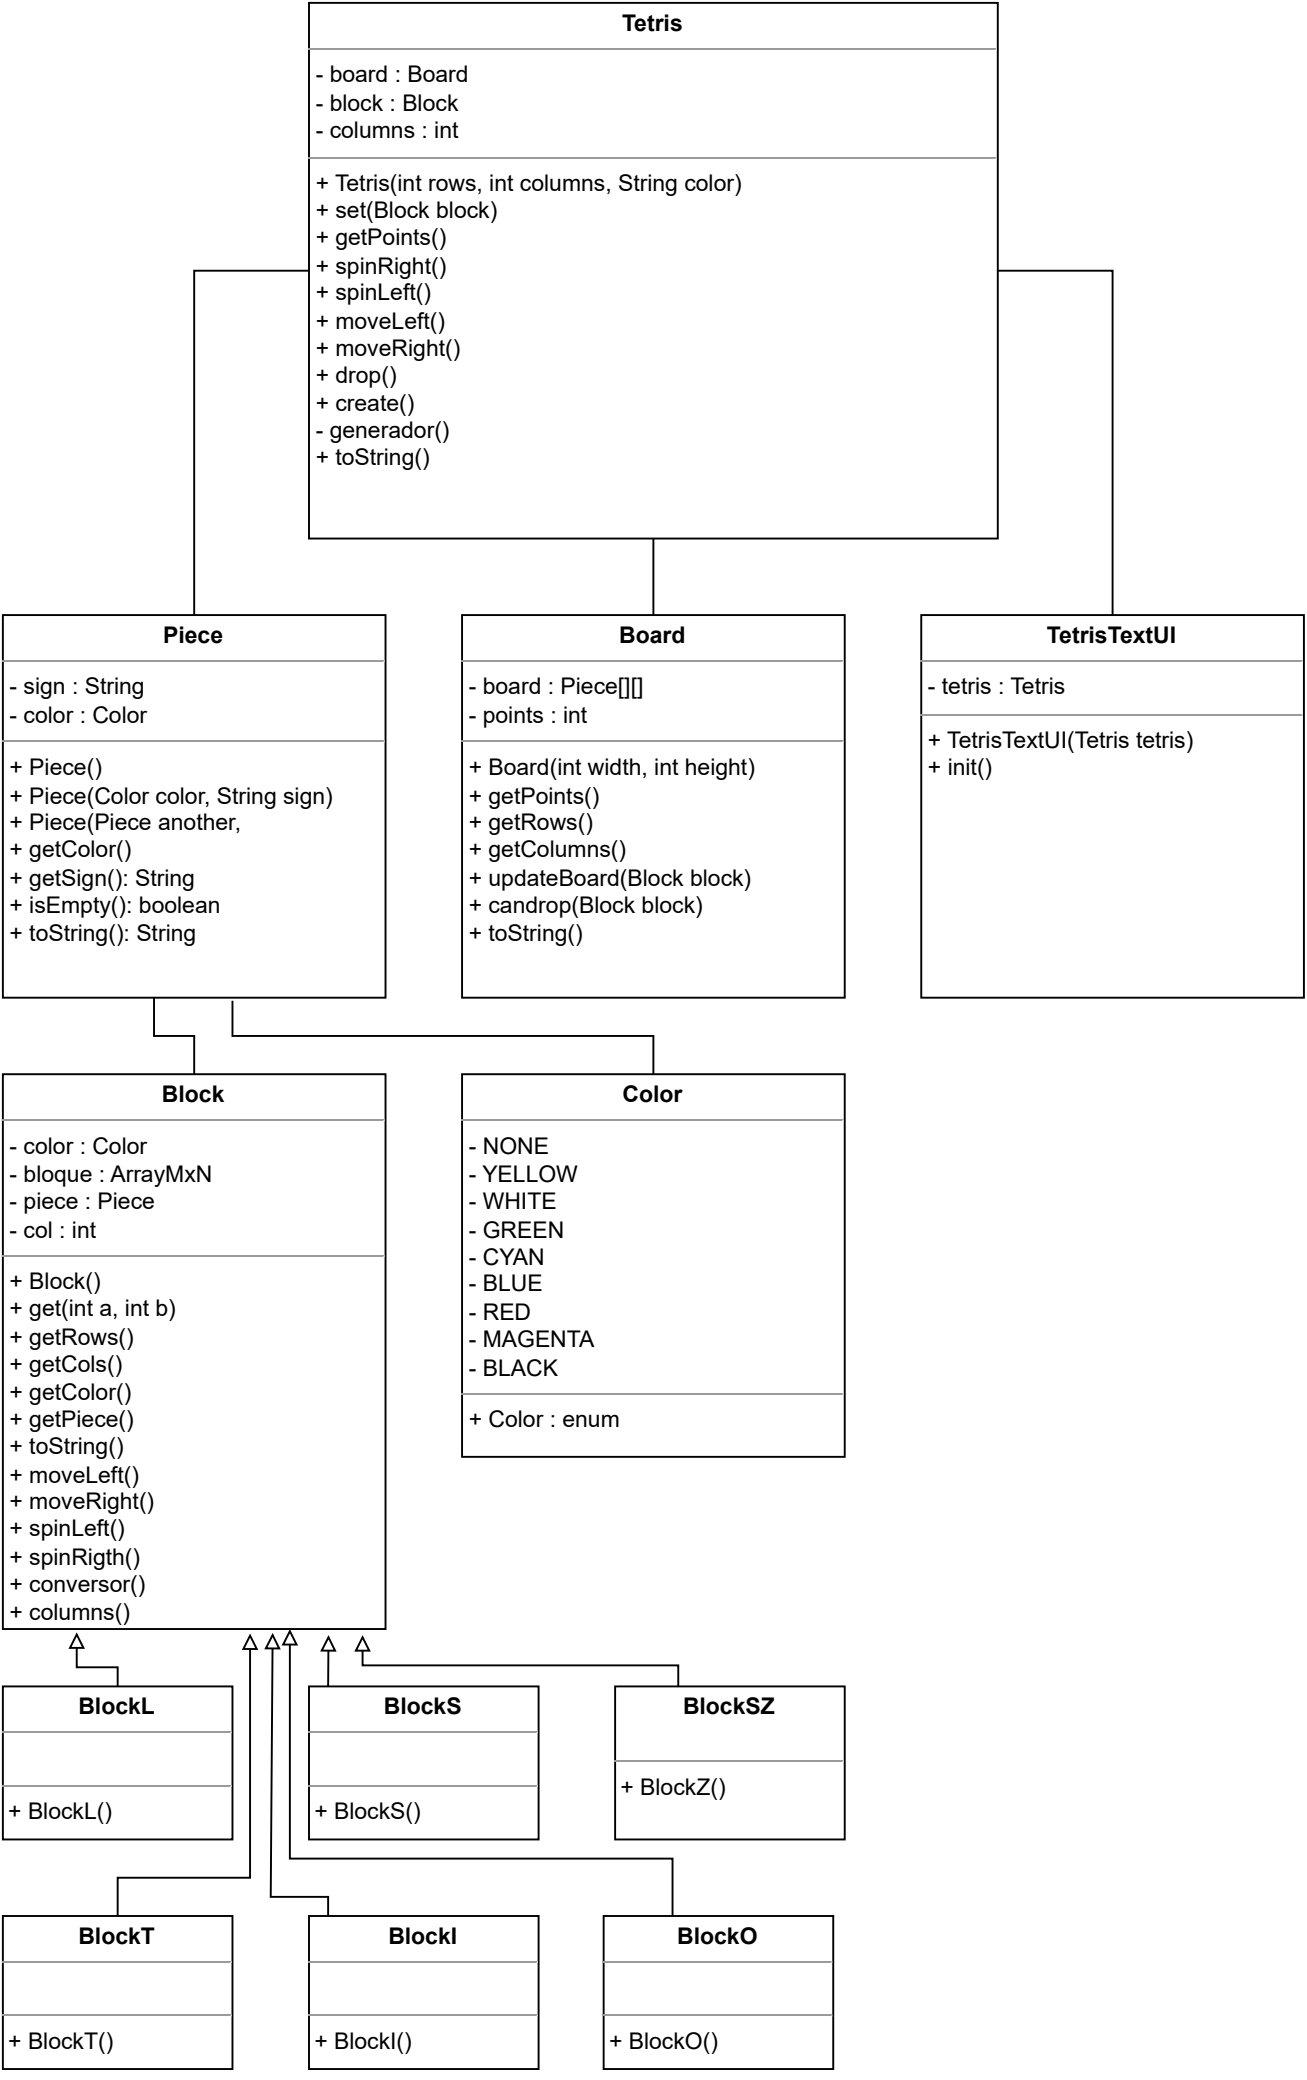 Tetris
- board : Board
- block : Block
- columns : int
+ Tetris(int rows, int columns, String color)
+ set(Block block)
+ getPoints()
+ spinRight()
+ spinLeft()
+ moveLeft()
+ moveRight()
+ drop()
+ create()
- generador()
+ toString()
Piece
- sign : String
- color : Color
+ Piece()
+ Piece(Color color, String sign)
+ Piece(Piece another,
+ getColor()
+ getSign(): String
+ isEmpty(): boolean
+ toString(): String
Board
- board : Piece[][]
- points : int
+ Board(int width, int height)
+ getPoints()
+ getRows()
+ getColumns()
+ updateBoard(Block block)
+ candrop(Block block)
+ toString()
TetrisTextUI
- tetris : Tetris
+ TetrisTextUI(Tetris tetris)
+ init()
Block
- color : Color
- bloque : ArrayMxN
- piece : Piece
- col : int
+ Block()
+ get(int a, int b)
+ getRows()
+ getCols()
+ getColor()
+ getPiece()
+ toString()
+ moveLeft()
+ moveRight()
+ spinLeft()
+ spinRigth()
+ conversor()
+ columns()
Color
- NONE
- YELLOW
- WHITE
- GREEN
- CYAN
- BLUE
- RED
- MAGENTA
- BLACK
+ Color : enum
BlockL
+ BlockL()
BlockS
+ BlockS()
BlockSZ
+ BlockZ()
BlockT
+ BlockT()
BlockI
+ BlockI()
BlockO
+ BlockO()